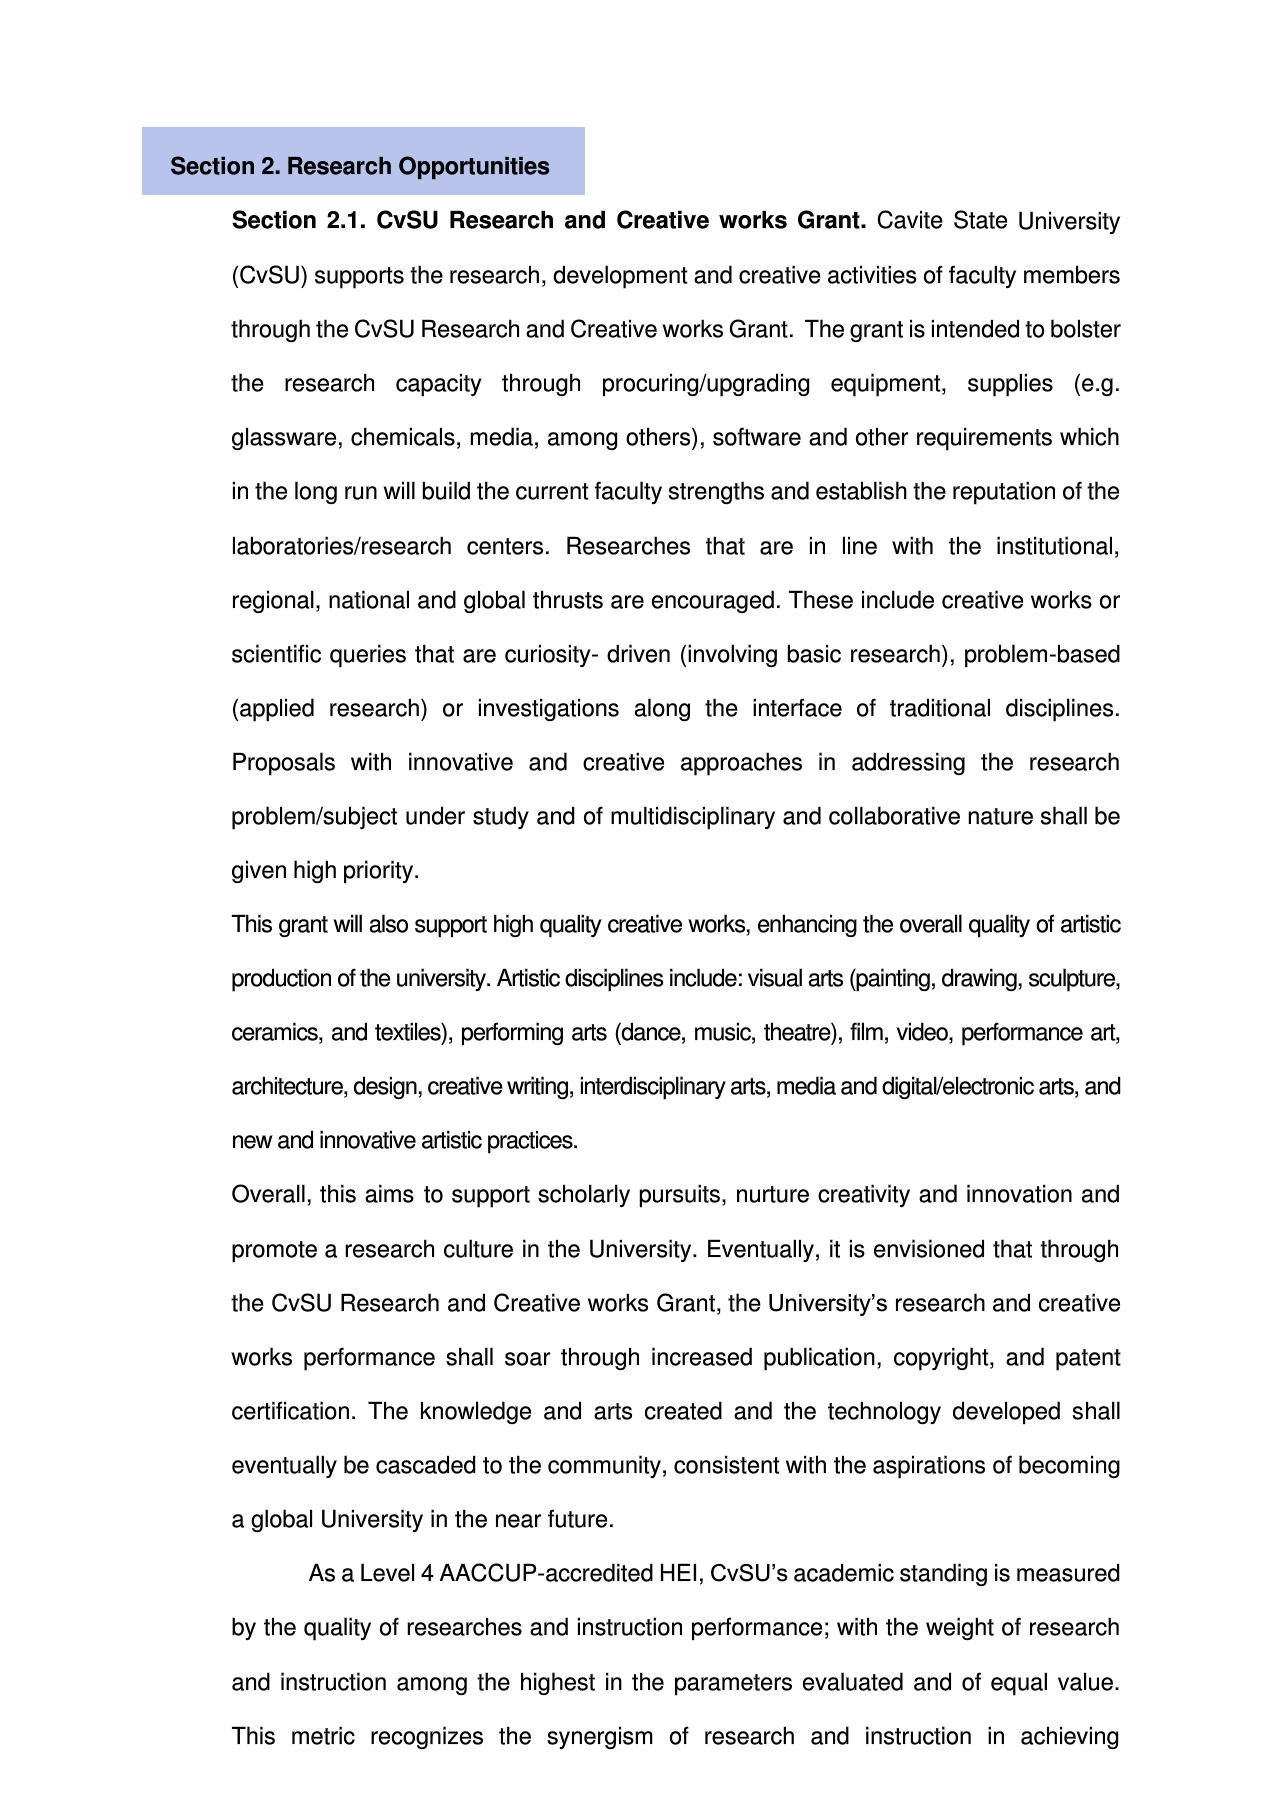 Section 2. Research Opportunities
Section 2.1. CvSU Research and Creative works Grant. Cavite State University
(CvSU) supports the research, development and creative activities of faculty members
through the CvSU Research and Creative works Grant. The grant is intended to bolster
the research capacity through procuring/upgrading equipment, supplies (e.g.
glassware, chemicals, media, among others), software and other requirements which
in the long run will build the current faculty strengths and establish the reputation of the
laboratories/research centers. Researches that are in line with the institutional,
regional, national and global thrusts are encouraged. These include creative works or
scientific queries that are curiosity- driven (involving basic research), problem-based
(applied research) or investigations along the interface of traditional disciplines.
Proposals with innovative and creative approaches in addressing the research
problem/subject under study and of multidisciplinary and collaborative nature shall be
given high priority.
This grant will also support high quality creative works, enhancing the overall quality of artistic
production of the university. Artistic disciplines include: visual arts (painting, drawing, sculpture,
ceramics, and textiles), performing arts (dance, music, theatre), film, video, performance art,
architecture, design, creative writing, interdisciplinary arts, media and digital/electronic arts, and
new and innovative artistic practices.
Overall, this aims to support scholarly pursuits, nurture creativity and innovation and
promote a research culture in the University. Eventually, it is envisioned that through
the CvSU Research and Creative works Grant, the University’s research and creative
works performance shall soar through increased publication, copyright, and patent
certification. The knowledge and arts created and the technology developed shall
eventually be cascaded to the community, consistent with the aspirations of becoming
a global University in the near future.
As a Level 4 AACCUP-accredited HEI, CvSU’s academic standing is measured
by the quality of researches and instruction performance; with the weight of research
and instruction among the highest in the parameters evaluated and of equal value.
This metric recognizes the synergism of research and instruction in achieving